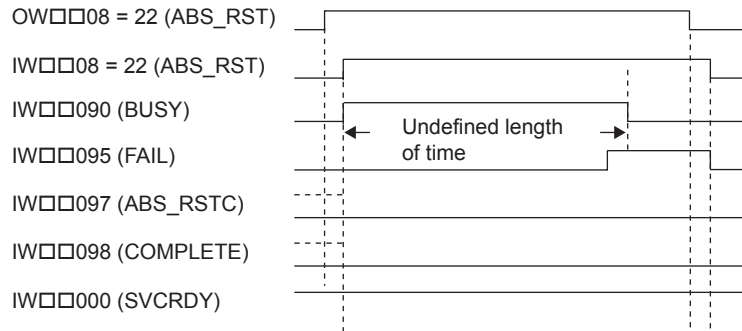 OW□□08 = 22 (ABS_RST)
IW□□08 = 22 (ABS_RST)
IW□□090 (BUSY)
Undefined length
of time
IW□□095 (FAIL)
IW□□097 (ABS_RSTC)
IW□□098 (COMPLETE)
IW□□000 (SVCRDY)